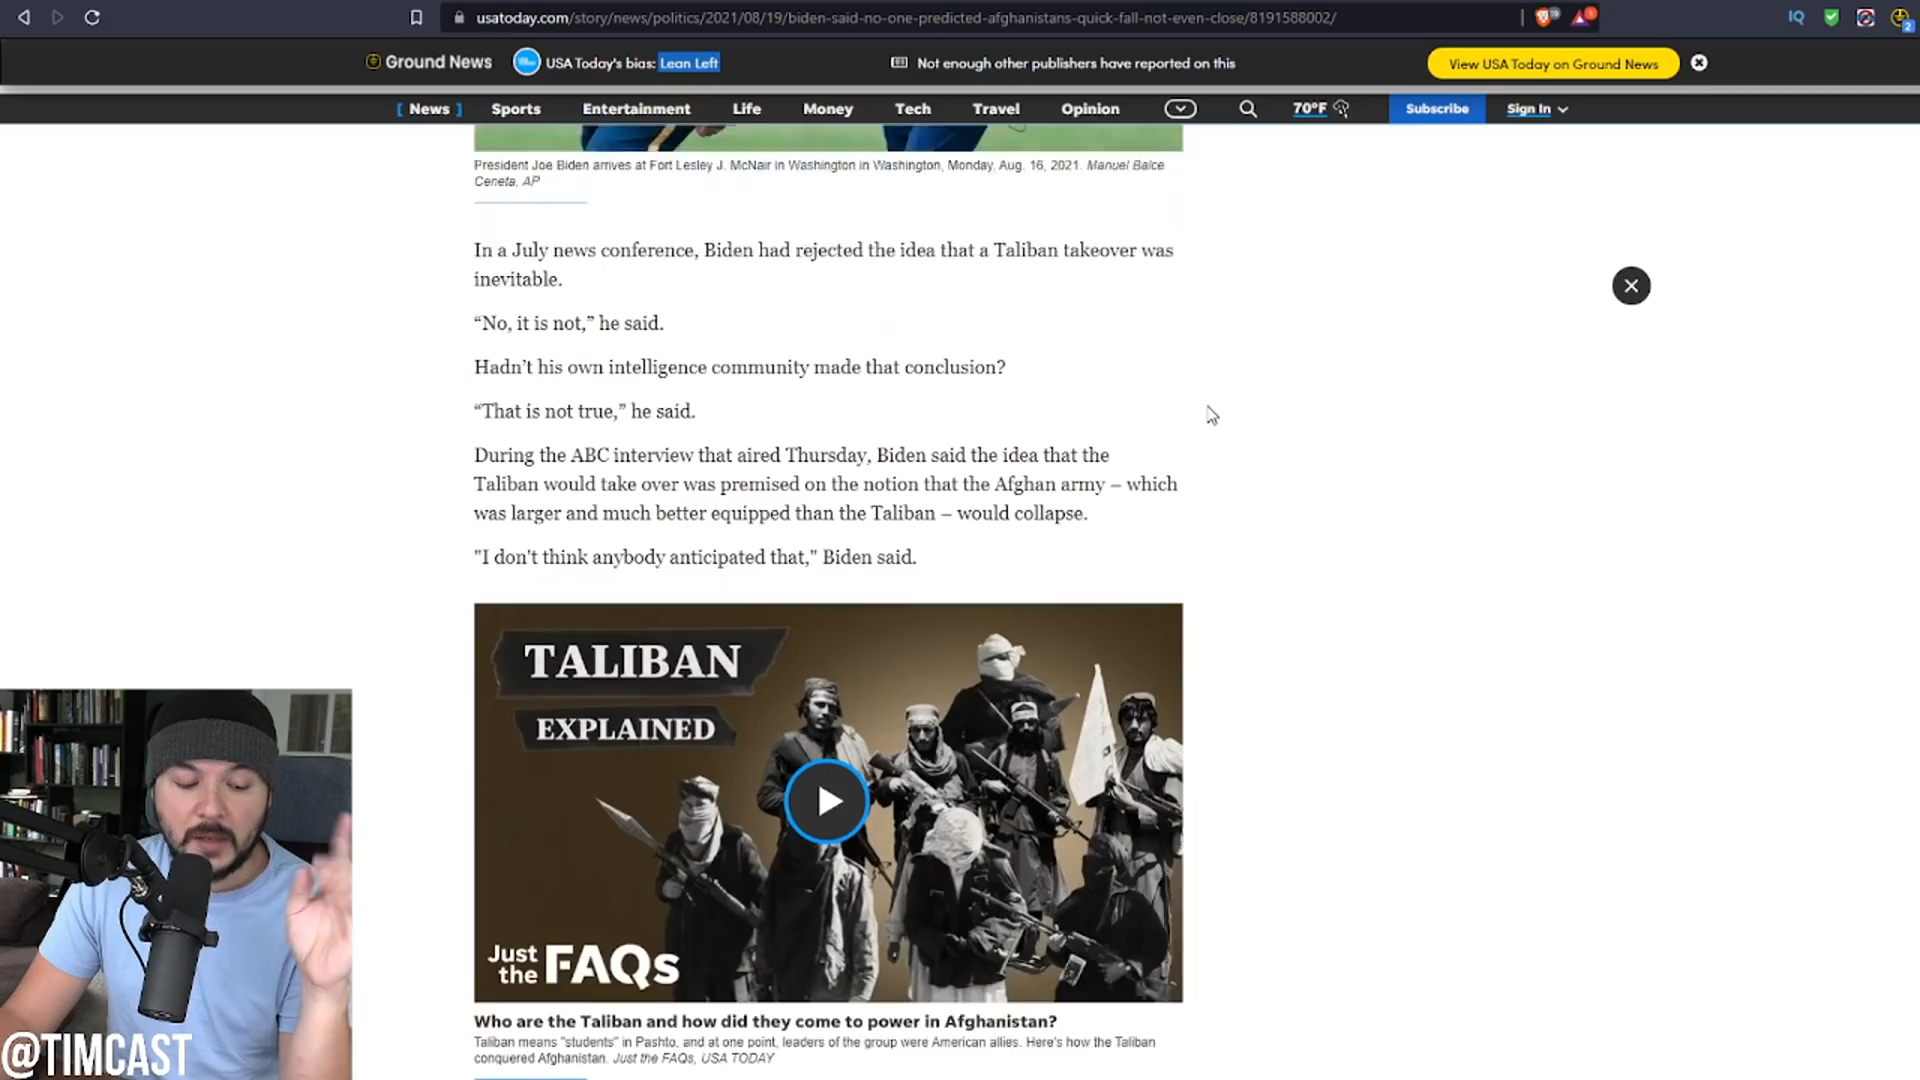 usatoday.com/story/news/politics/2021/08/19/biden-said-no-one-predicted-afghanistans-quick-fall-not-even-close/8191588002/
IQ
2
Ground News
USA Today's bias: Lean Left
Not enough other publishers have reported on this
View USA Today on Ground News
[ News ] Sports Entertainment Life Money Tech Travel Opinion 70°F Subscribe Sign In
President Joe Biden arrives at Fort Lesley J. McNair in Washington in Washington, Monday, Aug. 16, 2021. Manuel Balce
Ceneta, AP
In a July news conference, Biden had rejected the idea that a Taliban takeover was
inevitable.
“No, it is not,” he said.
Hadn’t his own intelligence community made that conclusion?
“That is not true,” he said.
During the ABC interview that aired Thursday, Biden said the idea that the
Taliban would take over was premised on the notion that the Afghan army – which
was larger and much better equipped than the Taliban – would collapse.
"I don't think anybody anticipated that," Biden said.
TALIBAN
EXPLAINED
Just
the FAQs
Who are the Taliban and how did they come to power in Afghanistan?
Taliban means "students" in Pashto, and at one point, leaders of the group were American allies. Here's how the Taliban
conquered Afghanistan. Just the FAQs, USA TODAY
@TIMCAST